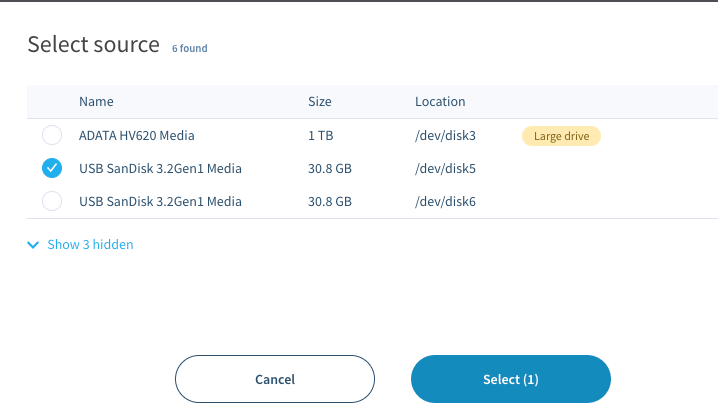 Select source 6 found
Name Size Location
ADATA HV620 Media 1 TB /dev/disk3 Large drive
USB SanDisk 3.2Gen1 Media 30.8 GB /dev/disk5
USB SanDisk 3.2Gen1 Media 30.8 GB /dev/disk6
Show 3 hidden
Cancel Select (1)